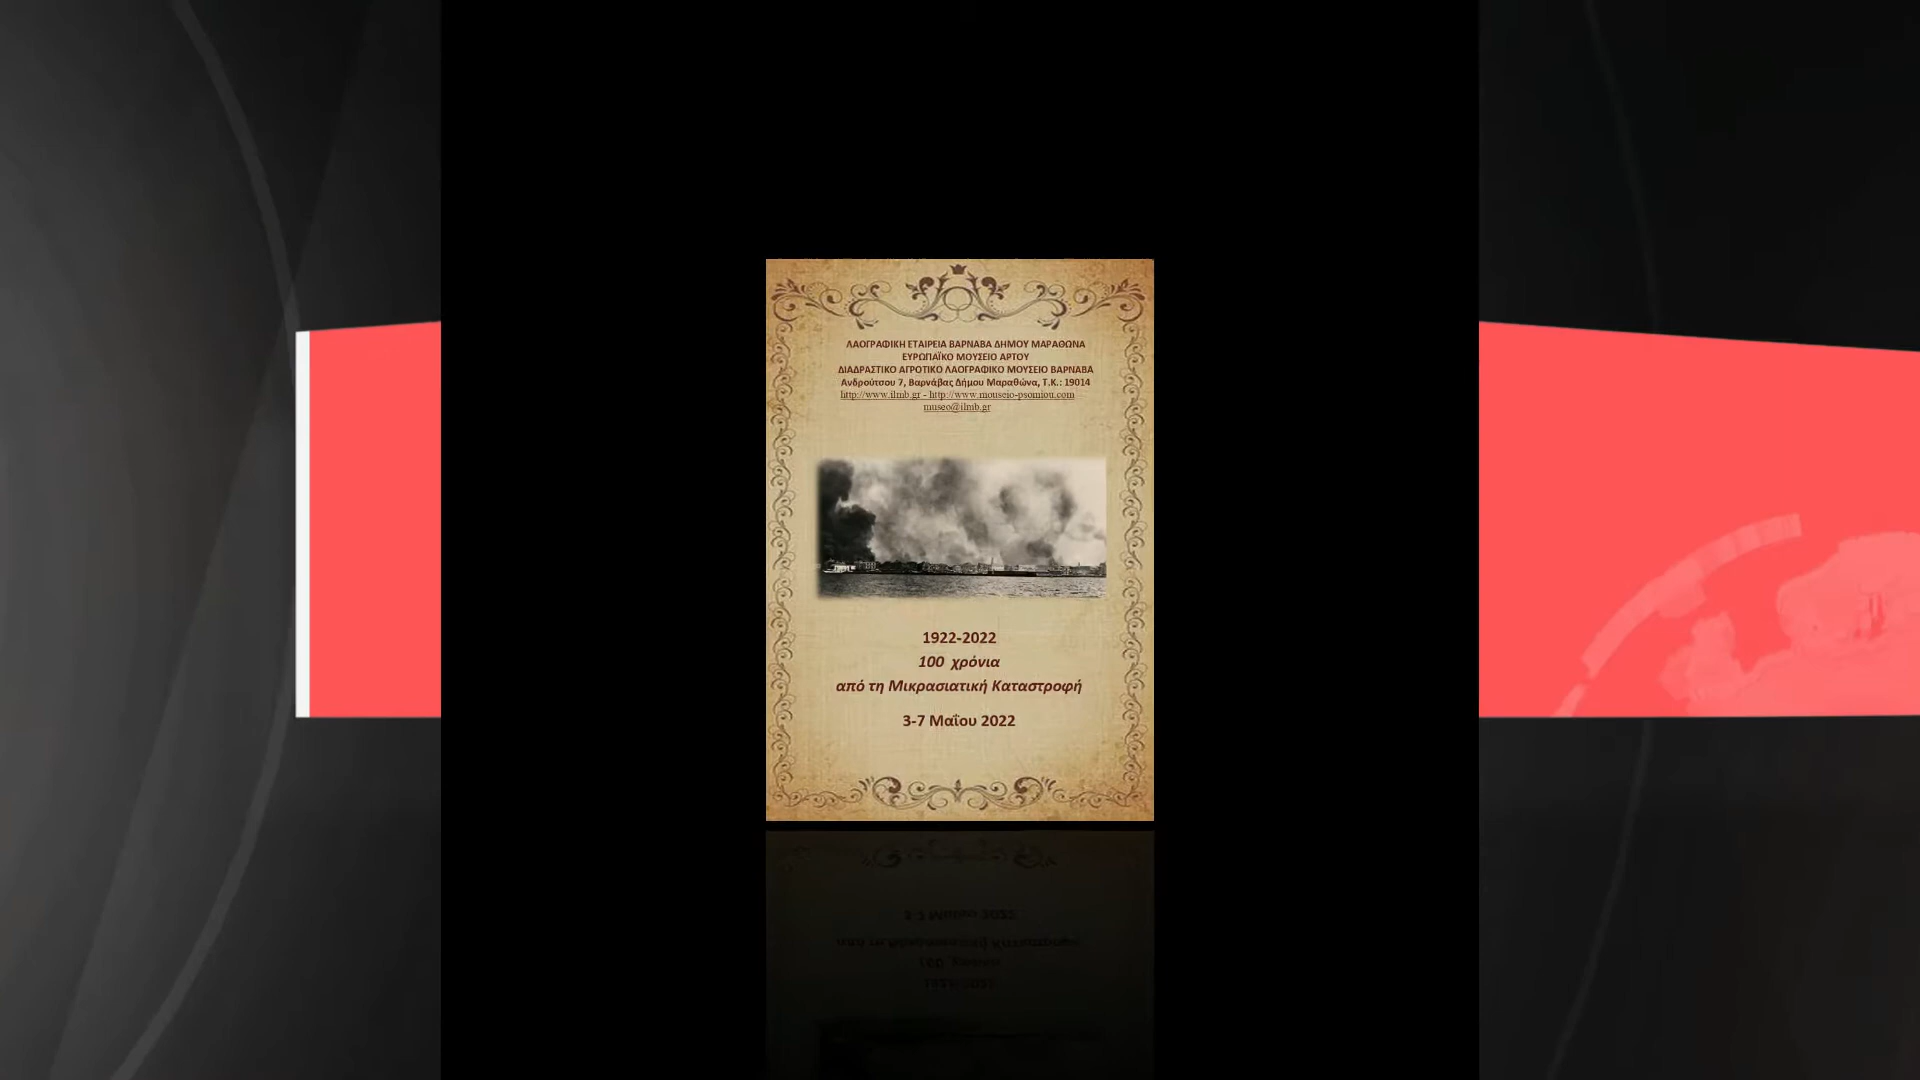 ΛΑΟΓΡΑΦΙΚΗ ΕΤΑΙΡΕΙΑ ΒΑΡΝΑΒΑ ΔΗΜΟΥ ΜΑΡΑΘΩΝΑ
ΕΥΡΩΠΑΪΚΟ ΜΟΥΣΕΙΟ ΑΡΤΟΥ
ΔΙΑΔΡΑΣΤΙΚΟ ΑΓΡΟΤΙΚΟ ΛΑΟΓΡΑΦΙΚΟ ΜΟΥΣΕΙΟ ΒΑΡΝΑΒΑ
Ανδρούτσου 7, Βαρνάβας Δήμου Μαραθώνα, Τ.Κ.: 19014
http://www.ilmb.gr - http://www.mouseio-psomiou.com
museo@ilmb.gr
1922-2022
100 χρόνια
από τη Μικρασιατική Καταστροφή
3-7 Μαΐου 2022